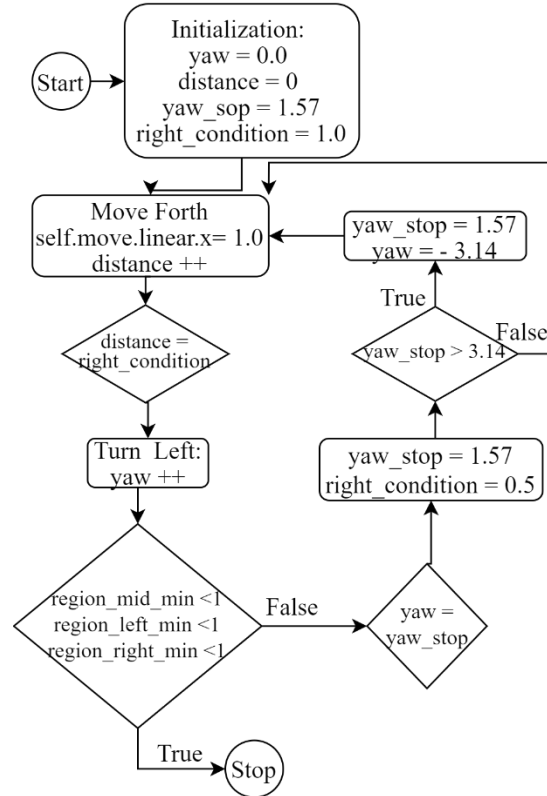 Start
Initialization:
yaw = 0.0
distance = 0
yaw_sop = 1.57
right_condition = 1.0
Move Forth
self.move.linear.x= 1.0
distance ++
distance =
right_condition
Turn Left:
yaw ++
region_mid_min <1
region_left_min <1
region_right_min <1
True
Stop
False
yaw =
yaw_stop
yaw_stop = 1.57
right_condition = 0.5
yaw_stop > 3.14
True
False
yaw_stop = 1.57
yaw = - 3.14